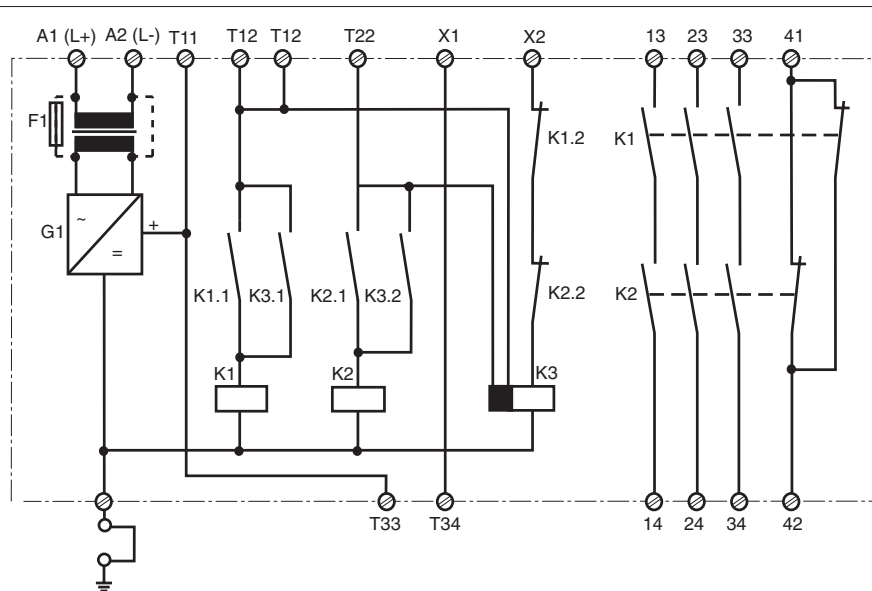 A1 (L+) A2 (L-) T11 T12 T12 T22 X1 X2 13 23 33 41
F1
K1.2 K1
G1 ~ +
=
K1.1 K3.1 K2.1 K3.2 K2.2 K2
K1 K2 K3
T33 T34 14 24 34 42